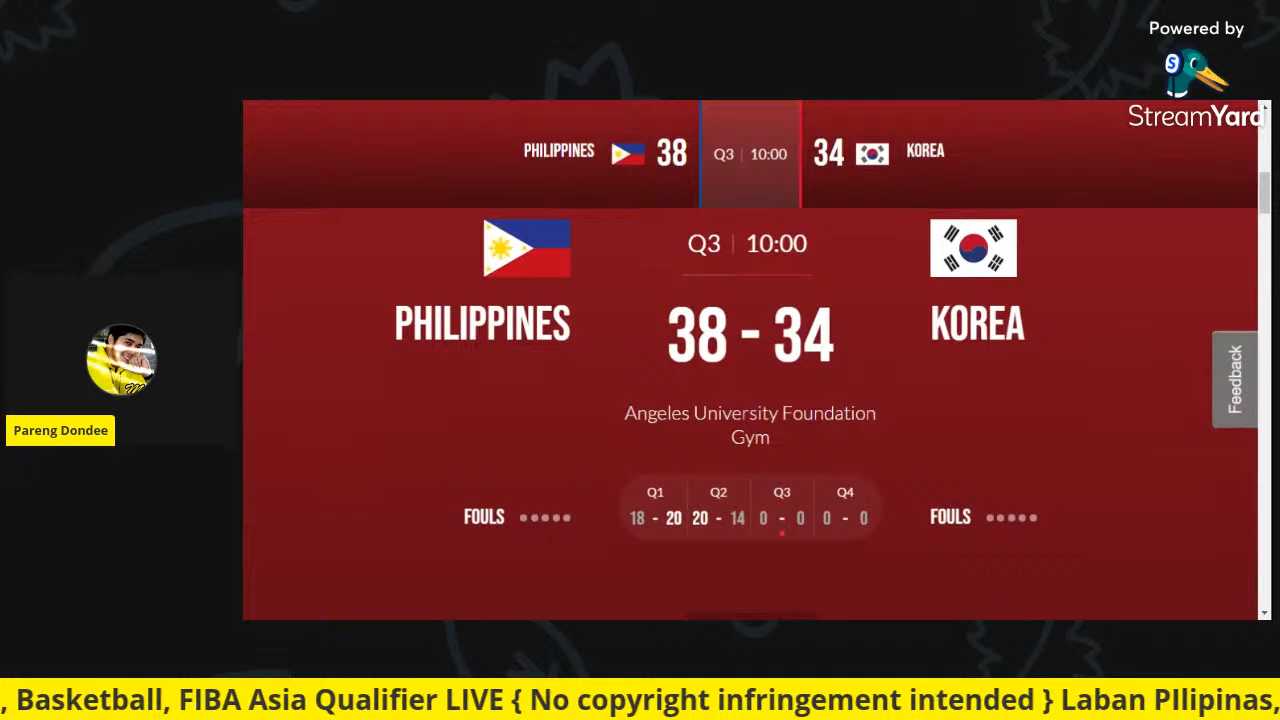 Powered by
StreamYard
PHILIPPINES 38 Q3 10:00 34 KOREA
Q3 10:00
PHILIPPINES 38 - 34 KOREA
Angeles University Foundation
Gym
Feedback
Pareng Dondee
Q1 Q2 Q3 Q4
FOULS 18 - 20 20 - 14 0 - 0 0 - 0 FOULS
, Basketball, FIBA Asia Qualifier LIVE { No copyright infringement intended } Laban PIlipinas,